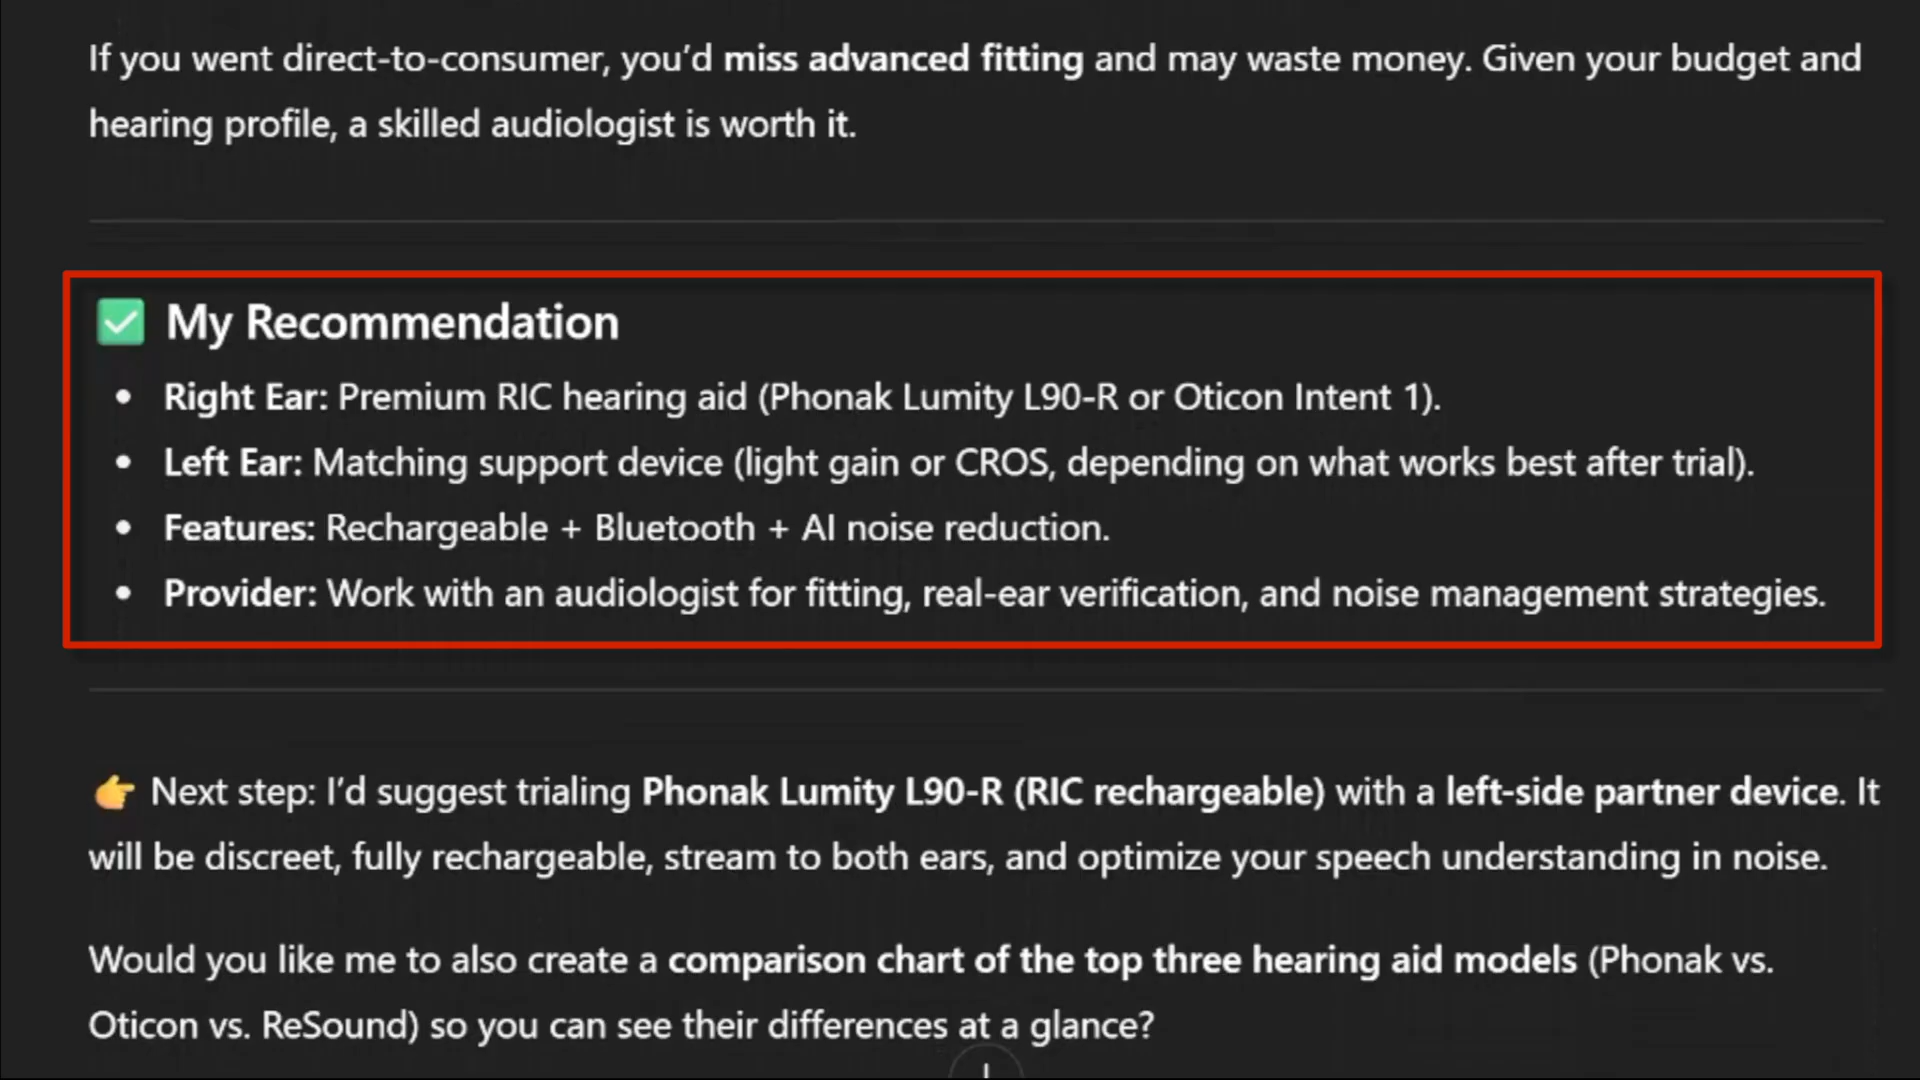 If you went direct-to-consumer, you’d miss advanced fitting and may waste money. Given your budget and
hearing profile, a skilled audiologist is worth it.
✅ My Recommendation
• Right Ear: Premium RIC hearing aid (Phonak Lumity L90-R or Oticon Intent 1).
• Left Ear: Matching support device (light gain or CROS, depending on what works best after trial).
• Features: Rechargeable + Bluetooth + AI noise reduction.
• Provider: Work with an audiologist for fitting, real-ear verification, and noise management strategies.
👉 Next step: I’d suggest trialing Phonak Lumity L90-R (RIC rechargeable) with a left-side partner device. It
will be discreet, fully rechargeable, stream to both ears, and optimize your speech understanding in noise.
Would you like me to also create a comparison chart of the top three hearing aid models (Phonak vs.
Oticon vs. ReSound) so you can see their differences at a glance?